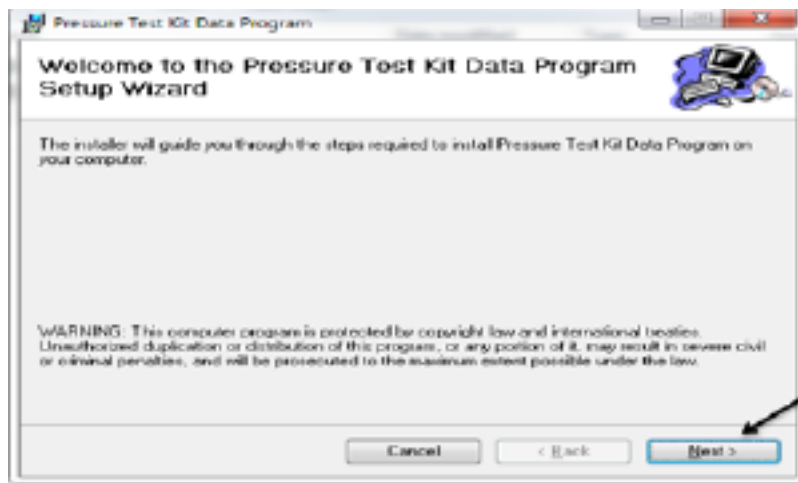 Pressure Test Kit Data Program
Welcome to the Pressure Test Kit Data Program
Setup Wizard
The installer will guide you through the steps required to install Pressure Test Kit Data Program on
your computer.
WARNING: This computer program is protected by copyright law and international treaties.
Unauthorized duplication or distribution of this program, or any portion of it, may result in severe civil
or criminal penalties, and will be prosecuted to the maximum extent possible under the law.
Cancel
< Back
Next >